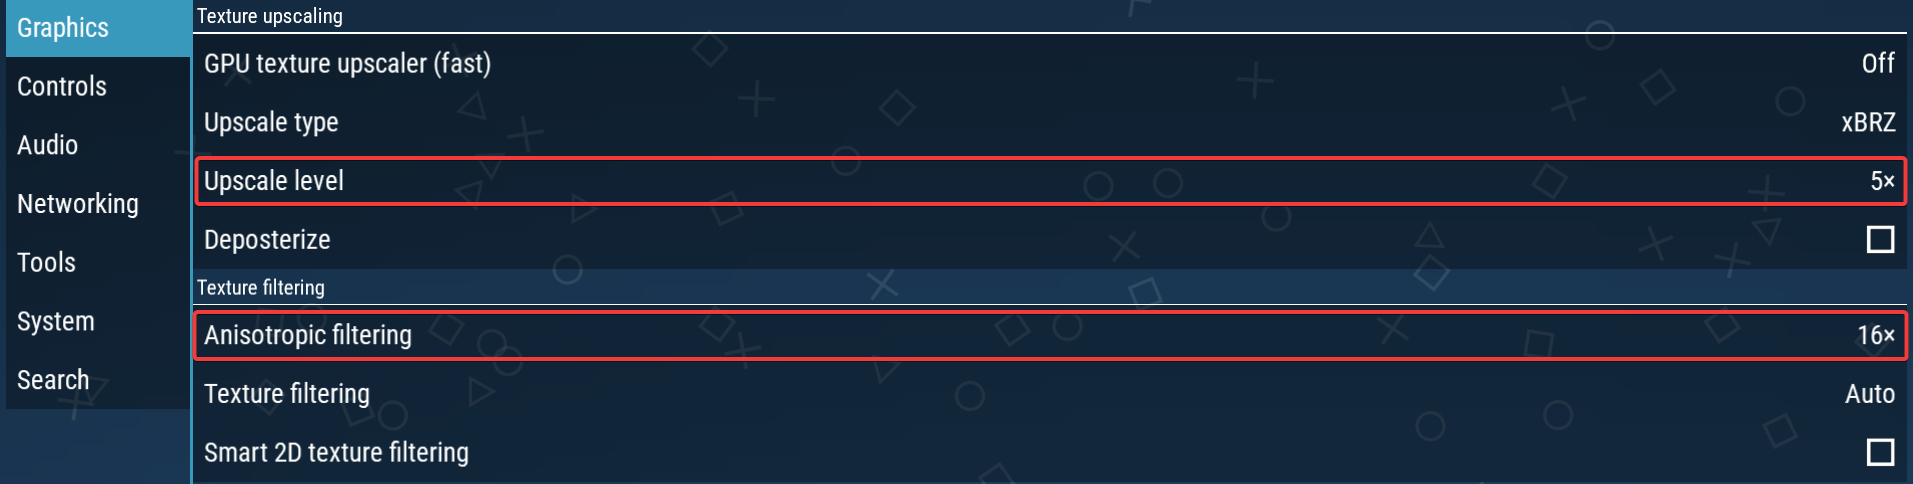 Graphics
Controls
Audio
Networking
Tools
System
Search
Texture upscaling
GPU texture upscaler (fast) Off
Upscale type xBRZ
Upscale level 5×
Deposterize
Texture filtering
Anisotropic filtering 16×
Texture filtering Auto
Smart 2D texture filtering